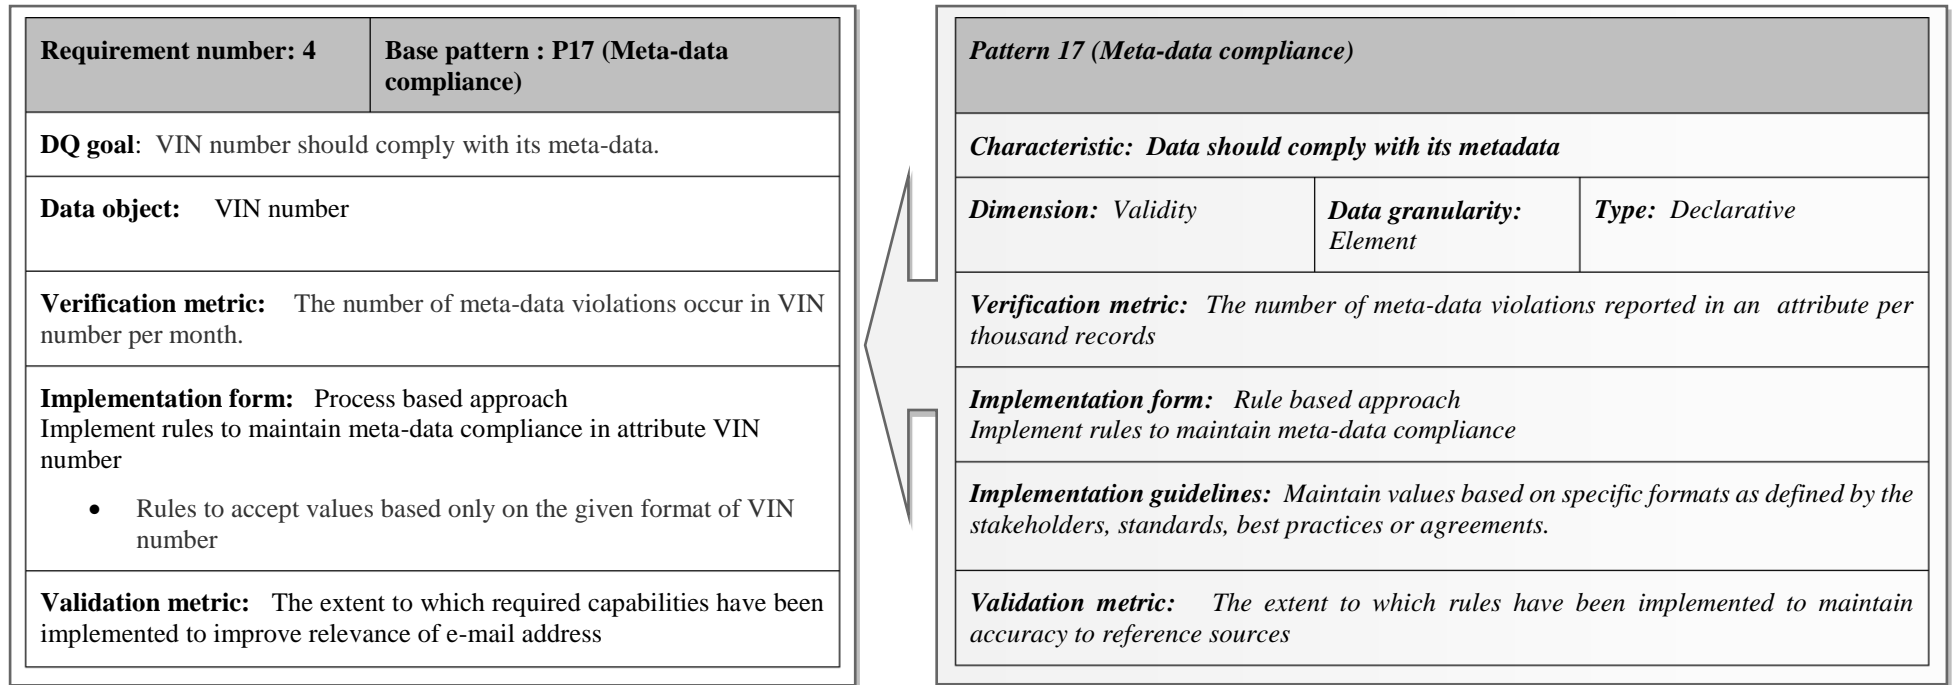 Requirement number: 4
Base pattern : P17 (Meta-data
compliance)
DQ goal: VIN number should comply with its meta-data.
Data object: VIN number
Verification metric: The number of meta-data violations occur in VIN
number per month.
Implementation form: Process based approach
Implement rules to maintain meta-data compliance in attribute VIN
number
• Rules to accept values based only on the given format of VIN
number
Validation metric: The extent to which required capabilities have been
implemented to improve relevance of e-mail address
Pattern 17 (Meta-data compliance)
Characteristic: Data should comply with its metadata
Dimension: Validity
Data granularity:
Element
Type: Declarative
Verification metric: The number of meta-data violations reported in an attribute per
thousand records
Implementation form: Rule based approach
Implement rules to maintain meta-data compliance
Implementation guidelines: Maintain values based on specific formats as defined by the
stakeholders, standards, best practices or agreements.
Validation metric: The extent to which rules have been implemented to maintain
accuracy to reference sources